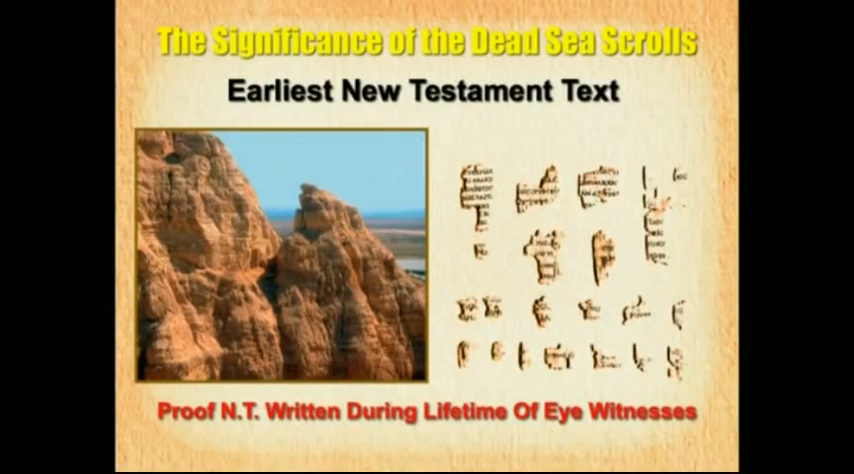 The Significance of the Dead Sea Scrolls
Earliest New Testament Text
Proof N.T. Written During Lifetime Of Eye Witnesses